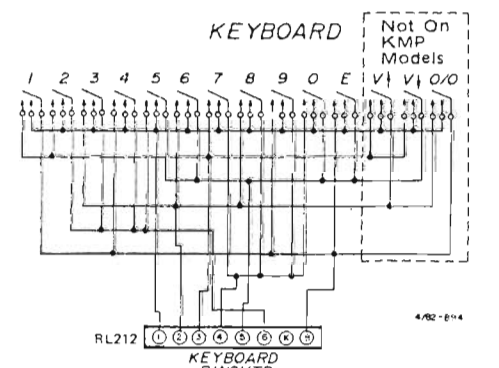 KEYBOARD
Not On
KMP
Models
1 2 3 4 5 6 7 8 9 0 E V↑ V↓ 0/0
4/82-894
RL212 1 2 3 4 5 6 K 11
KEYBOARD